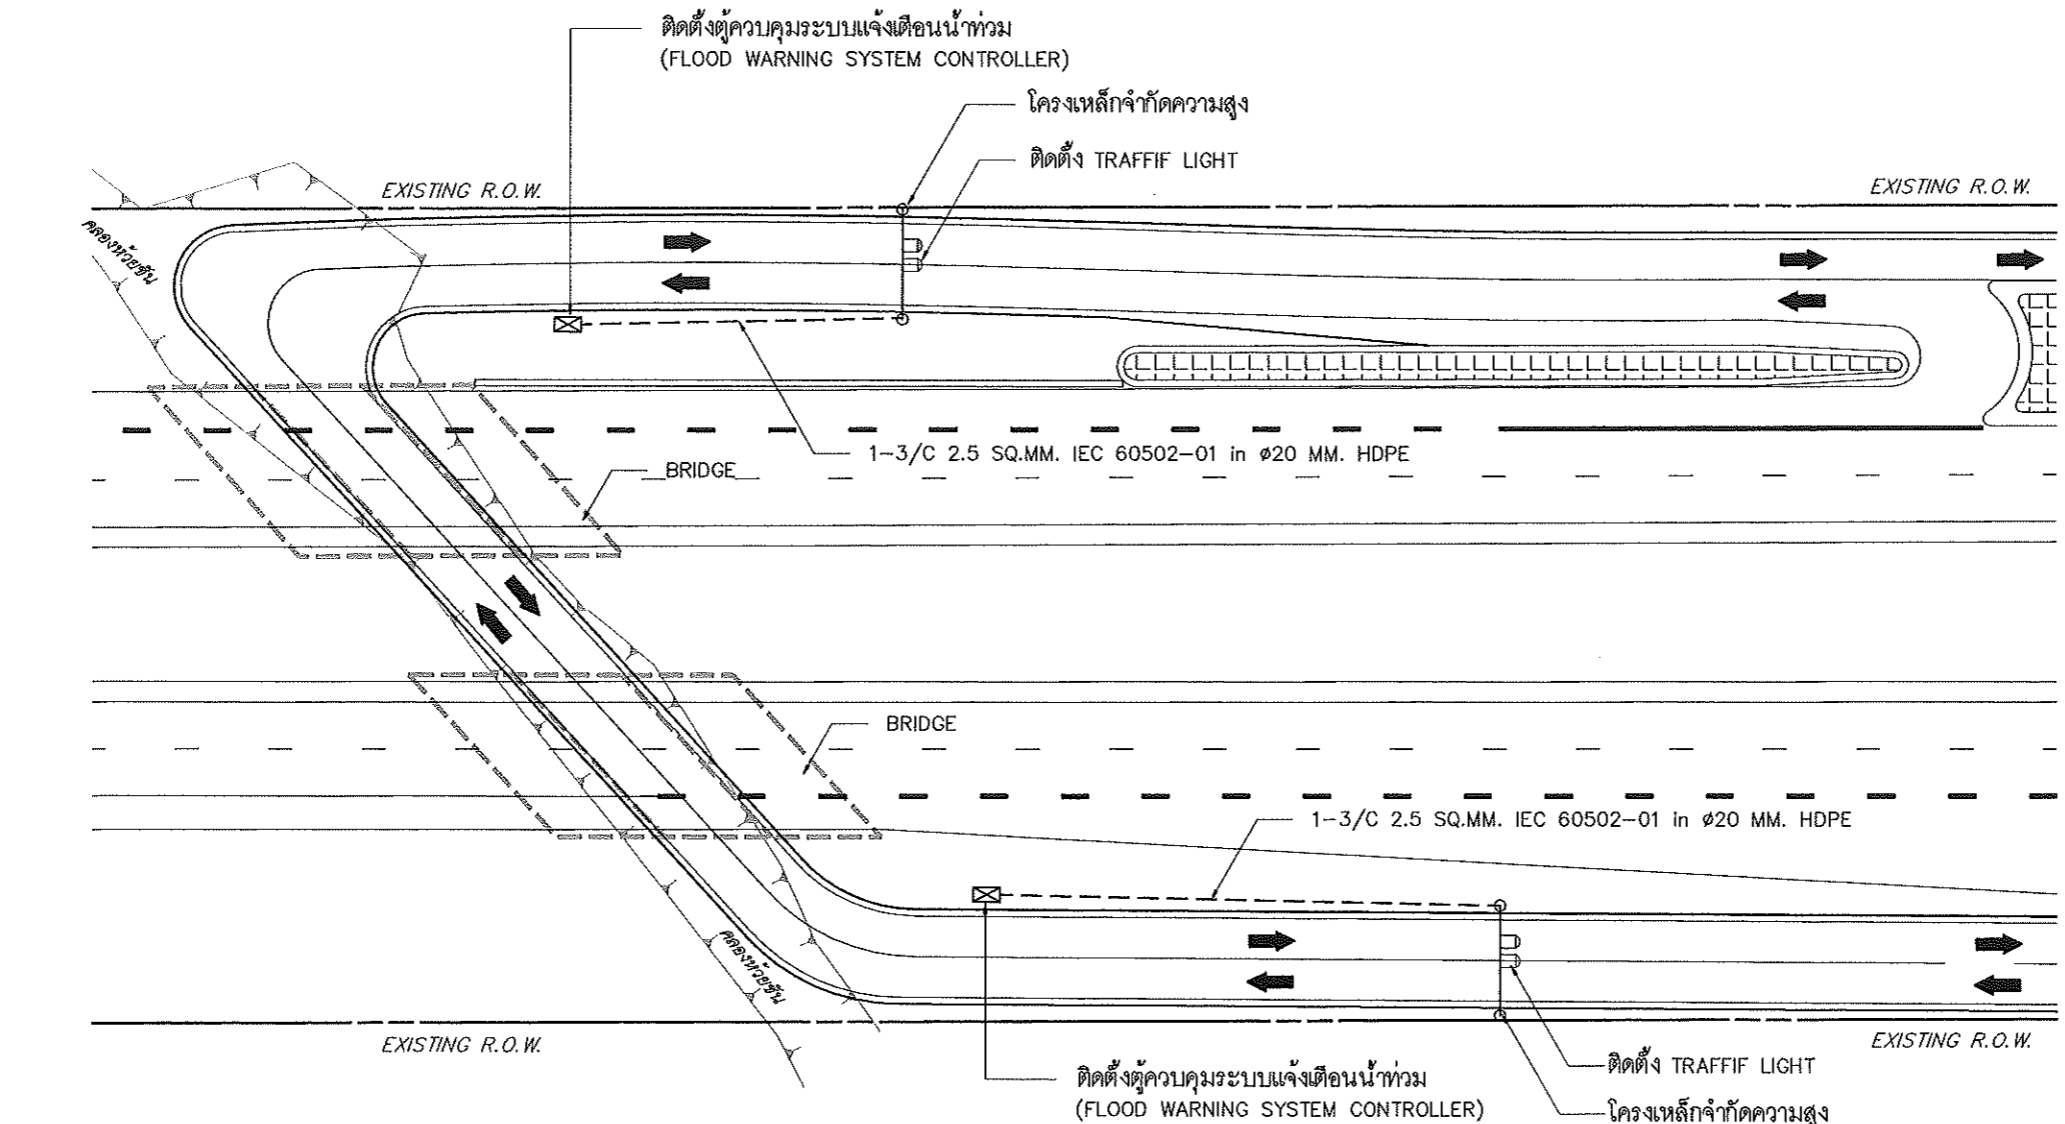 ติดตั้งตู้ควบคุมระบบแจ้งเตือนน้ำท่วม
(FLOOD WARNING SYSTEM CONTROLLER)
โครงเหล็กจำกัดความสูง
ติดตั้ง TRAFFIF LIGHT
EXISTING R.O.W.
EXISTING R.O.W.
คลองห้วยซัน
1-3/C 2.5 SQ.MM. IEC 60502-01 in ø20 MM. HDPE
BRIDGE
BRIDGE
1-3/C 2.5 SQ.MM. IEC 60502-01 in ø20 MM. HDPE
คลองห้วยซัน
EXISTING R.O.W.
EXISTING R.O.W.
ติดตั้ง TRAFFIF LIGHT
ติดตั้งตู้ควบคุมระบบแจ้งเตือนน้ำท่วม
(FLOOD WARNING SYSTEM CONTROLLER)
โครงเหล็กจำกัดความสูง